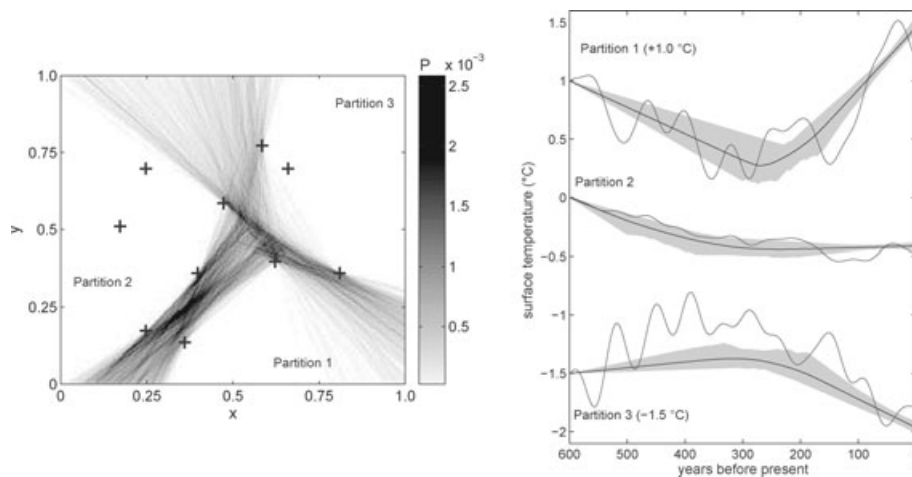 P x 10⁻³
1.0
0.75
0.5
0.25
0
y
0
0.25
0.5
0.75
1.0
x
Partition 3
Partition 2
Partition 1
2.5
2
1.5
1
0.5
1.5
1
0.5
0
−0.5
−1
−1.5
−2
surface temperature (°C)
Partition 1 (+1.0 °C)
Partition 2
Partition 3 (−1.5 °C)
600
500
400
300
200
100
years before present